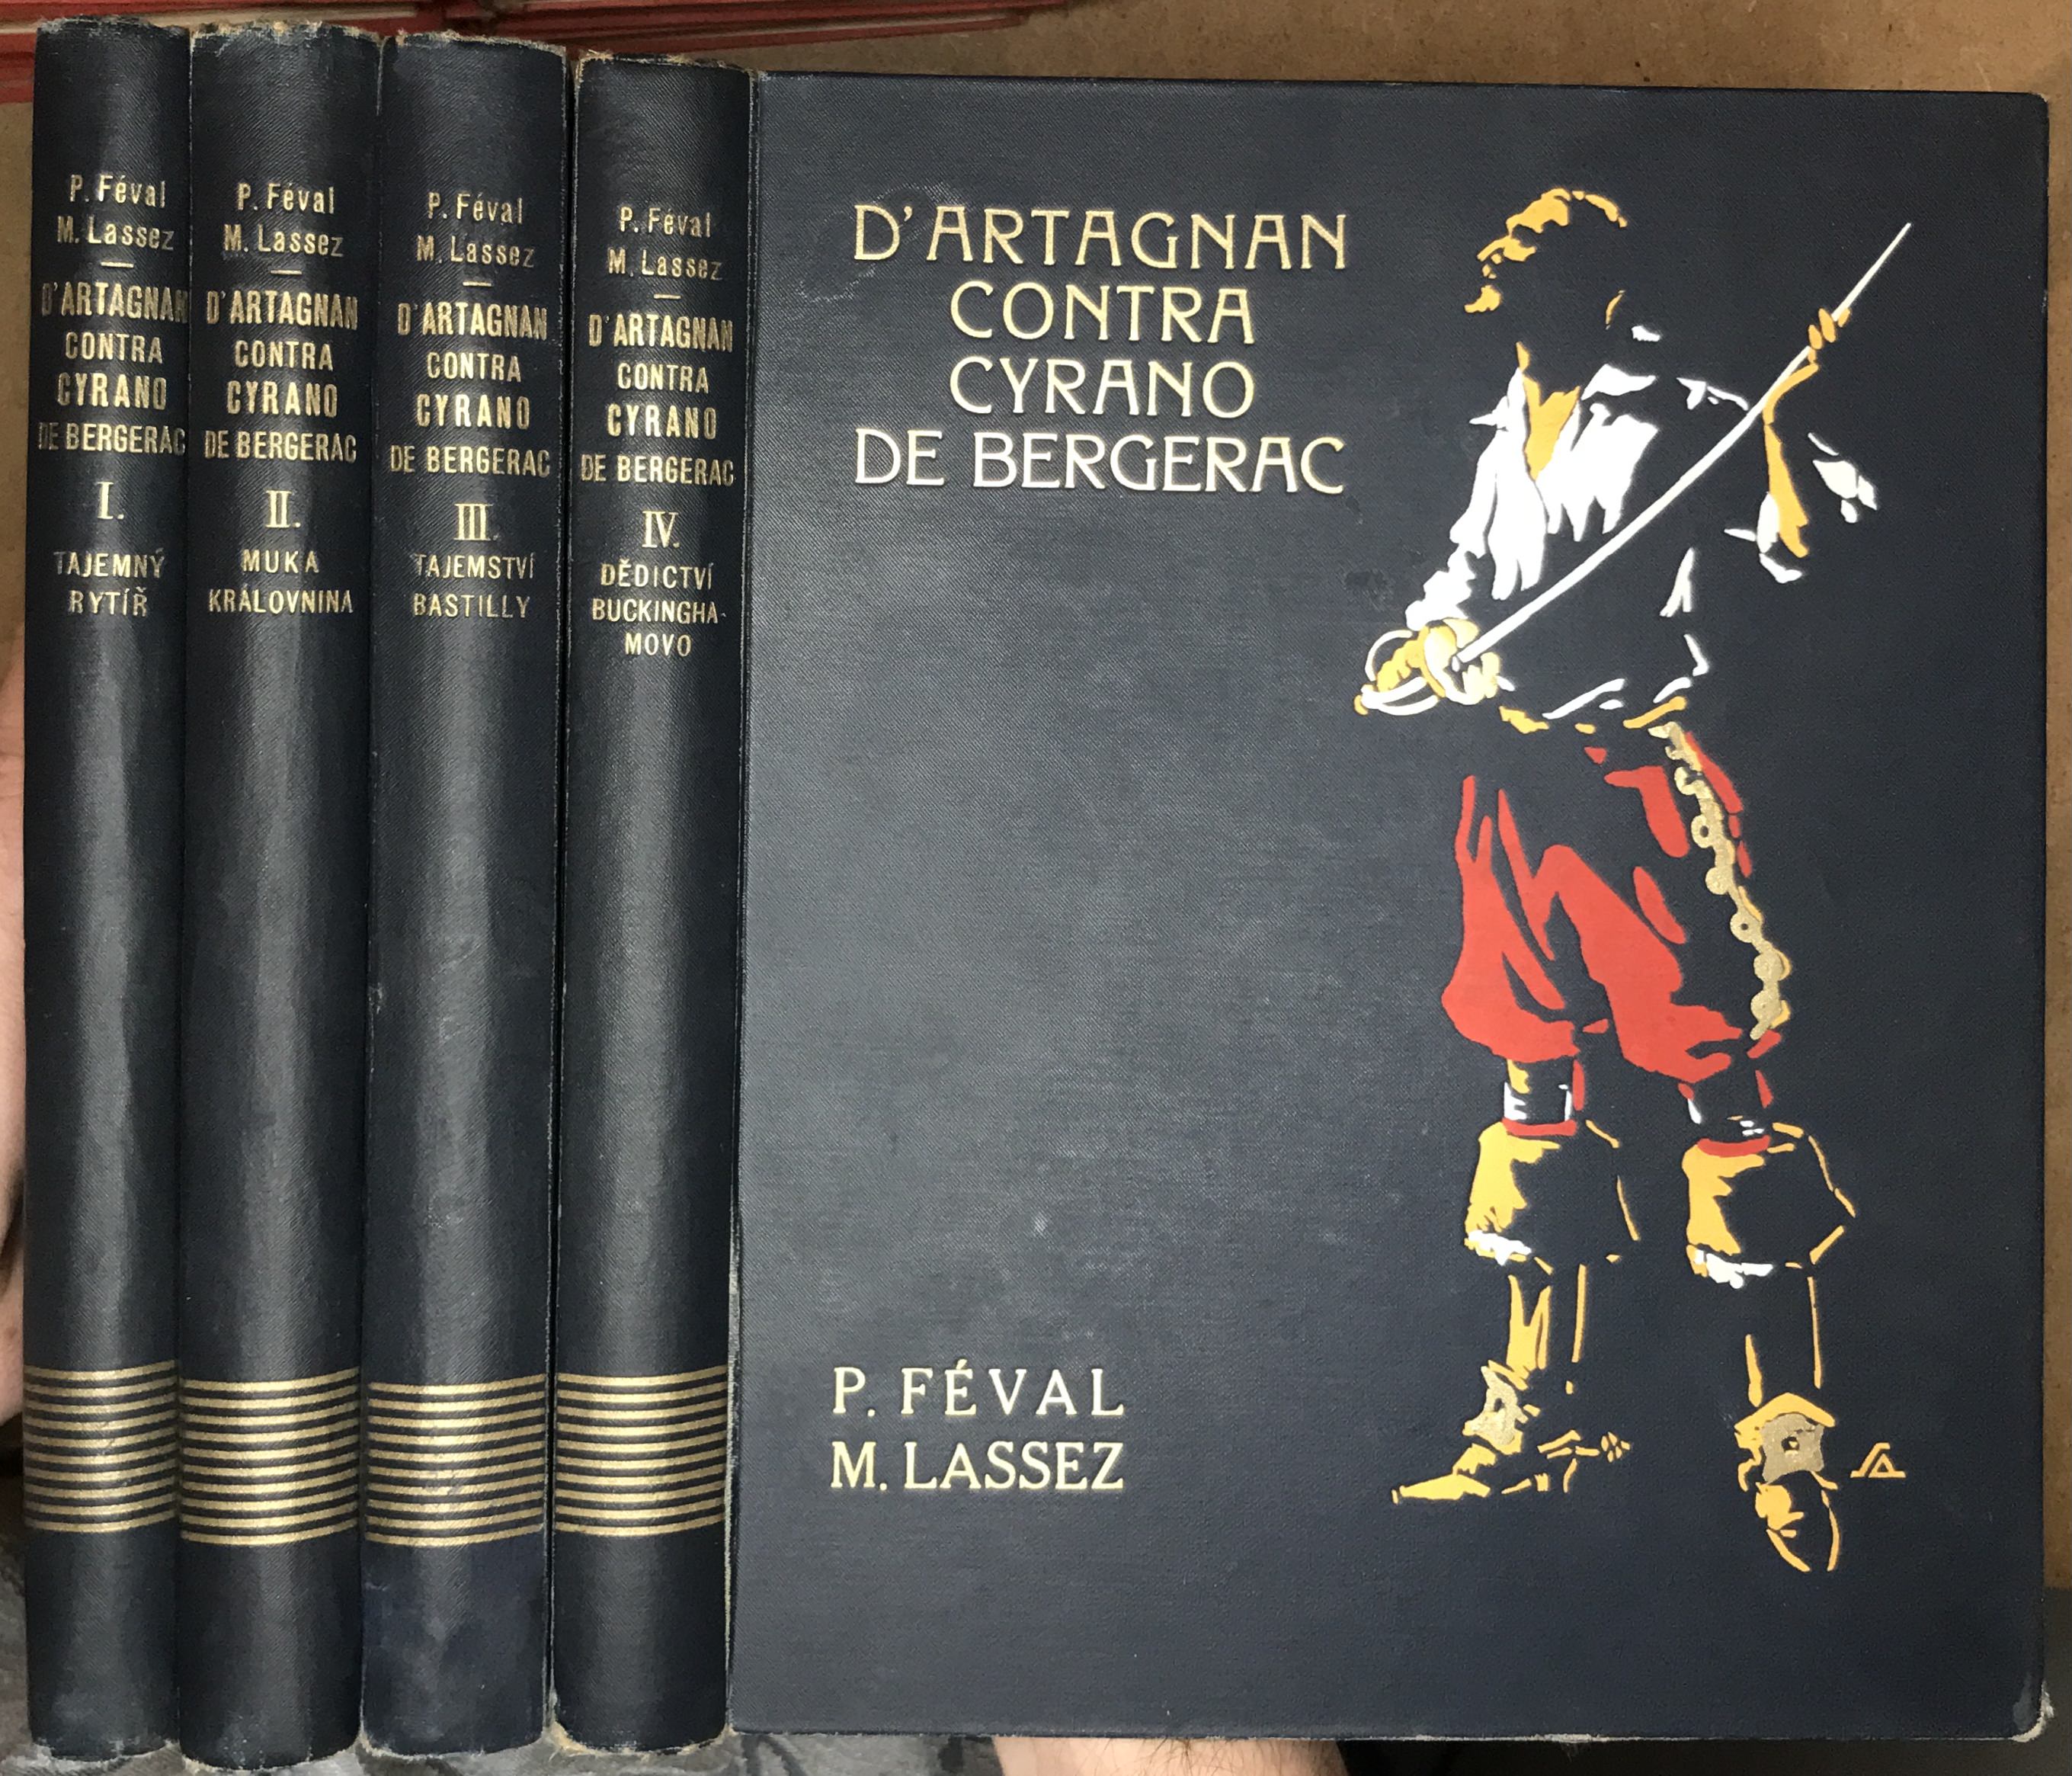 P. Féval
M. Lassez
D'ARTAGNAN
CONTRA
CYRANO
DE BERGERAC
I.
TAJEMNÝ
RYTÍŘ
P. Féval
M. Lassez
D'ARTAGNAN
CONTRA
CYRANO
DE BERGERAC
II.
MUKA
KRÁLOVNINA
P. Féval
M. Lassez
D'ARTAGNAN
CONTRA
CYRANO
DE BERGERAC
III.
TAJEMSTVÍ
BASTILLY
P. Féval
M. Lassez
D'ARTAGNAN
CONTRA
CYRANO
DE BERGERAC
IV.
DĚDICTVÍ
BUCKINGHA-
MOVO
D'ARTAGNAN
CONTRA
CYRANO
DE BERGERAC
P. FÉVAL
M. LASSEZ